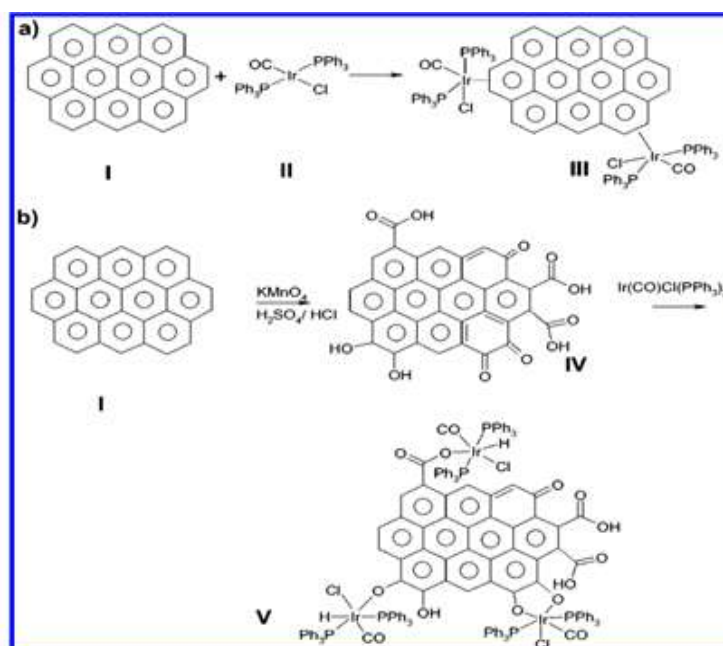 a)
PPh3
OC
Ir
Ph3P
Cl
+
OC
Ir
PPh3
Ph3P
Cl
I
II
III
Cl
Ir
PPh3
Ph3P
CO
b)
O
OH
O
KMnO4
H2SO4/ HCl
O
OH
O
OH
HO
OH
O
O
IV
Ir(CO)Cl(PPh3)2
I
CO
PPh3
O
O
Ir
H
Ph3P
Cl
O
O
OH
O
HO
Cl
O
OH
O
O
H
Ir
PPh3
Ph3P
CO
V
Ir
PPh3
Ph3P
CO
Cl